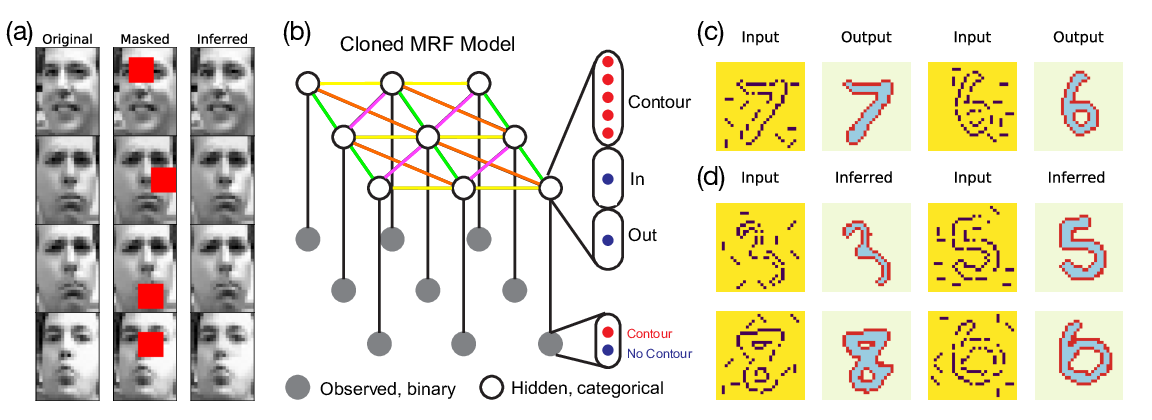 (a)
Original Masked Inferred
(b)
Cloned MRF Model
Contour
In
Out
Contour
No Contour
Observed, binary
Hidden, categorical
(c)
Input Output Input Output
(d)
Input Inferred Input Inferred